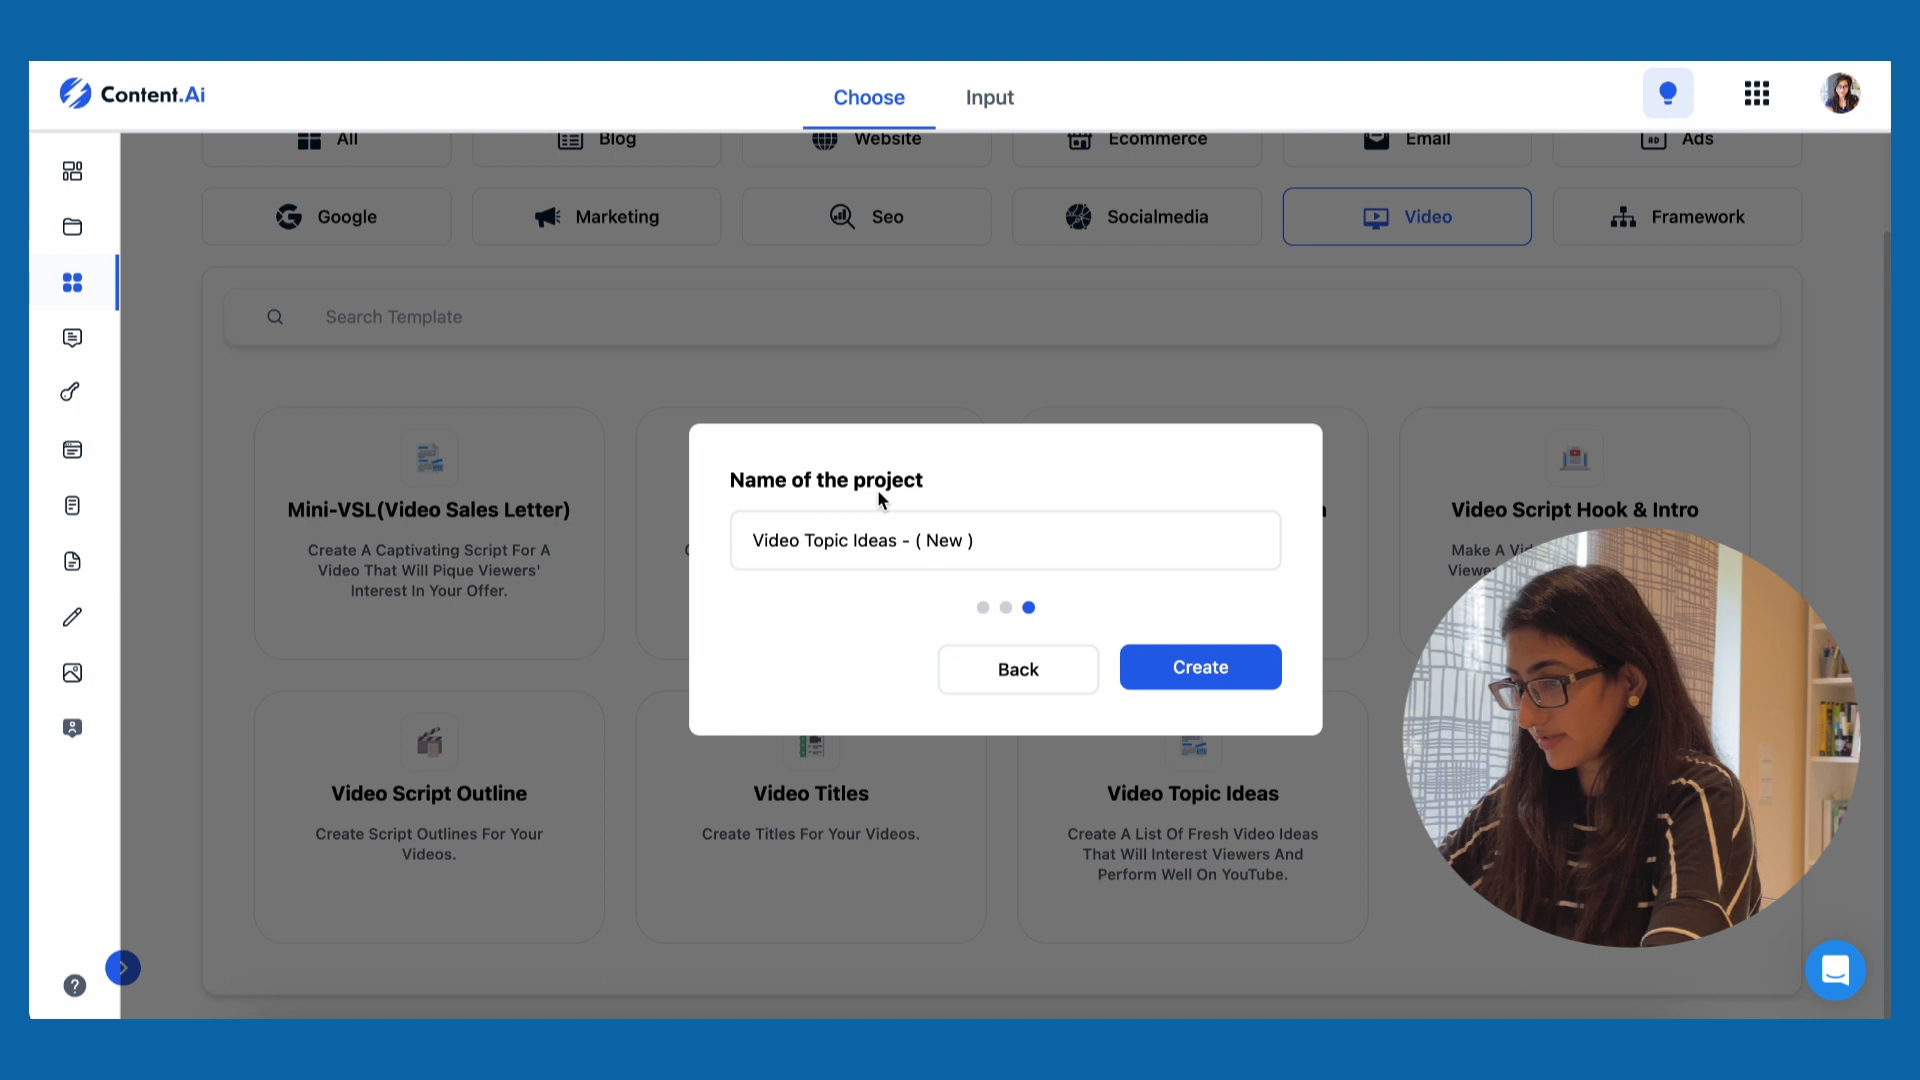 Content.Ai
Choose
Input
All
Blog
Website
Ecommerce
Email
AD
Ads
Google
Marketing
Seo
Socialmedia
Video
Framework
Search Template
Name of the project
Video Topic Ideas - ( New )
Back
Create
Mini-VSL(Video Sales Letter)
Create A Captivating Script For A
Video That Will Pique Viewers'
Interest In Your Offer.
Video Script Hook & Intro
Make A
Video Script Outline
Create Script Outlines For Your
Videos.
Video Titles
Create Titles For Your Videos.
Video Topic Ideas
Create A List Of Fresh Video Ideas
That Will Interest Viewers And
Perform Well On YouTube.
?